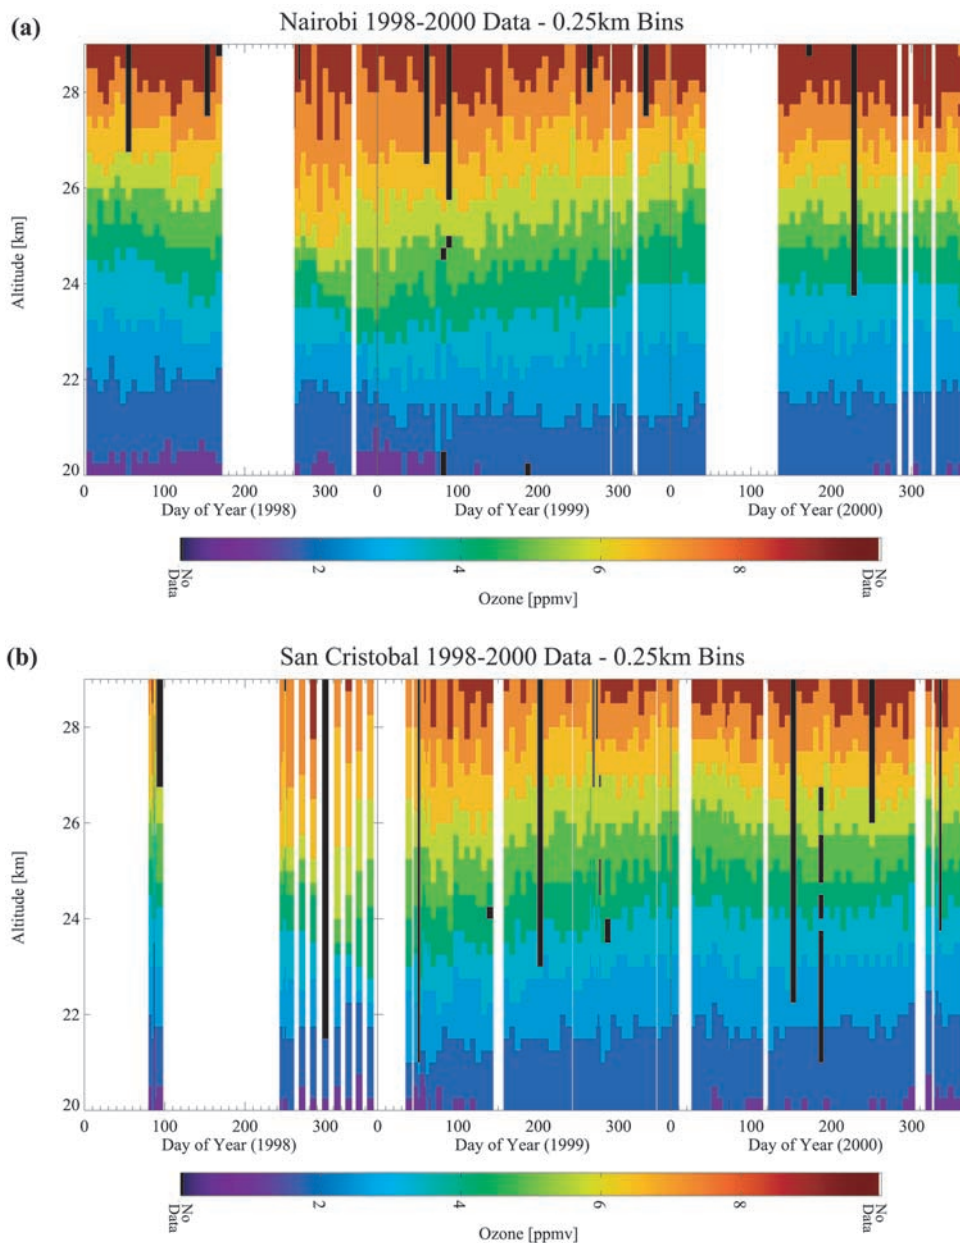 (a)
Nairobi 1998-2000 Data - 0.25km Bins
Altitude [km]
28
26
24
22
20
0 100 200 300 0 100 200 300 0 100 200 300
Day of Year (1998) Day of Year (1999) Day of Year (2000)
No Data 2 4 6 8 No Data
Ozone [ppmv]
(b)
San Cristobal 1998-2000 Data - 0.25km Bins
Altitude [km]
28
26
24
22
20
0 100 200 300 0 100 200 300 0 100 200 300
Day of Year (1998) Day of Year (1999) Day of Year (2000)
No Data 2 4 6 8 No Data
Ozone [ppmv]